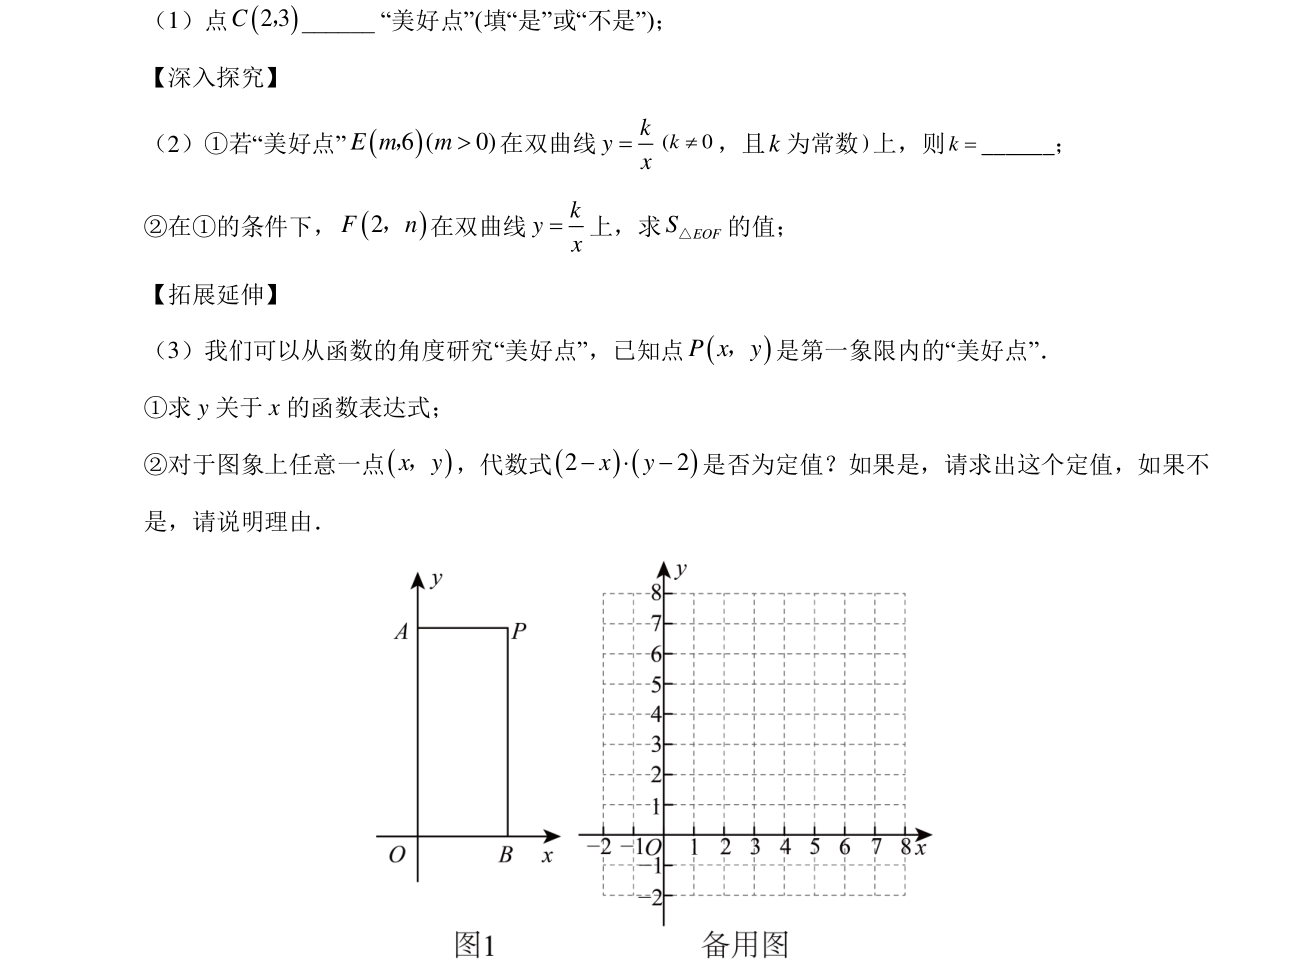 （1）点C(2,3)______ “美好点”(填“是”或“不是”)；
【深入探究】
（2）①若“美好点”E(m,6)(m > 0)在双曲线y = k/x (k ≠ 0，且k为常数)上，则k = ______；
②在①的条件下，F(2，n)在双曲线y = k/x上，求S△EOF的值；
【拓展延伸】
（3）我们可以从函数的角度研究“美好点”，已知点P(x，y)是第一象限内的“美好点”．
①求 y 关于 x 的函数表达式；
②对于图象上任意一点(x，y)，代数式(2−x)·(y−2)是否为定值？如果是，请求出这个定值，如果不
是，请说明理由．
y
A P
O B x
图1
y
8
7
6
5
4
3
2
1
−2 −1O 1 2 3 4 5 6 7 8 x
−1
−2
备用图